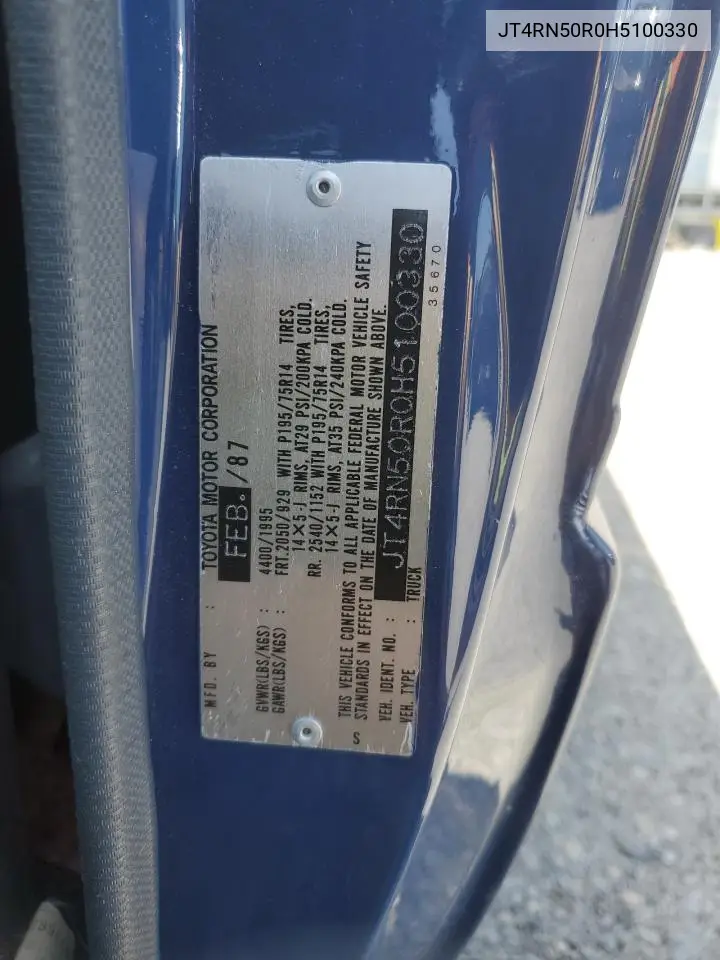 JT4RN50R0H5100330
MFD. BY : TOYOTA MOTOR CORPORATION
FEB./87
GVWR(LBS/KGS) : 4400/1995
GAWR(LBS/KGS) : FRT.2050/929 WITH P195/75R14 TIRES,
14×5-J RIMS, AT29 PSI/200KPA COLD.
RR. 2540/1152 WITH P195/75R14 TIRES,
14×5-J RIMS, AT35 PSI/240KPA COLD.
THIS VEHICLE CONFORMS TO ALL APPLICABLE FEDERAL MOTOR VEHICLE SAFETY
S STANDARDS IN EFFECT ON THE DATE OF MANUFACTURE SHOWN ABOVE.
VEH. IDENT. NO. : JT4RN50R0H5100330
VEH. TYPE : TRUCK
35670